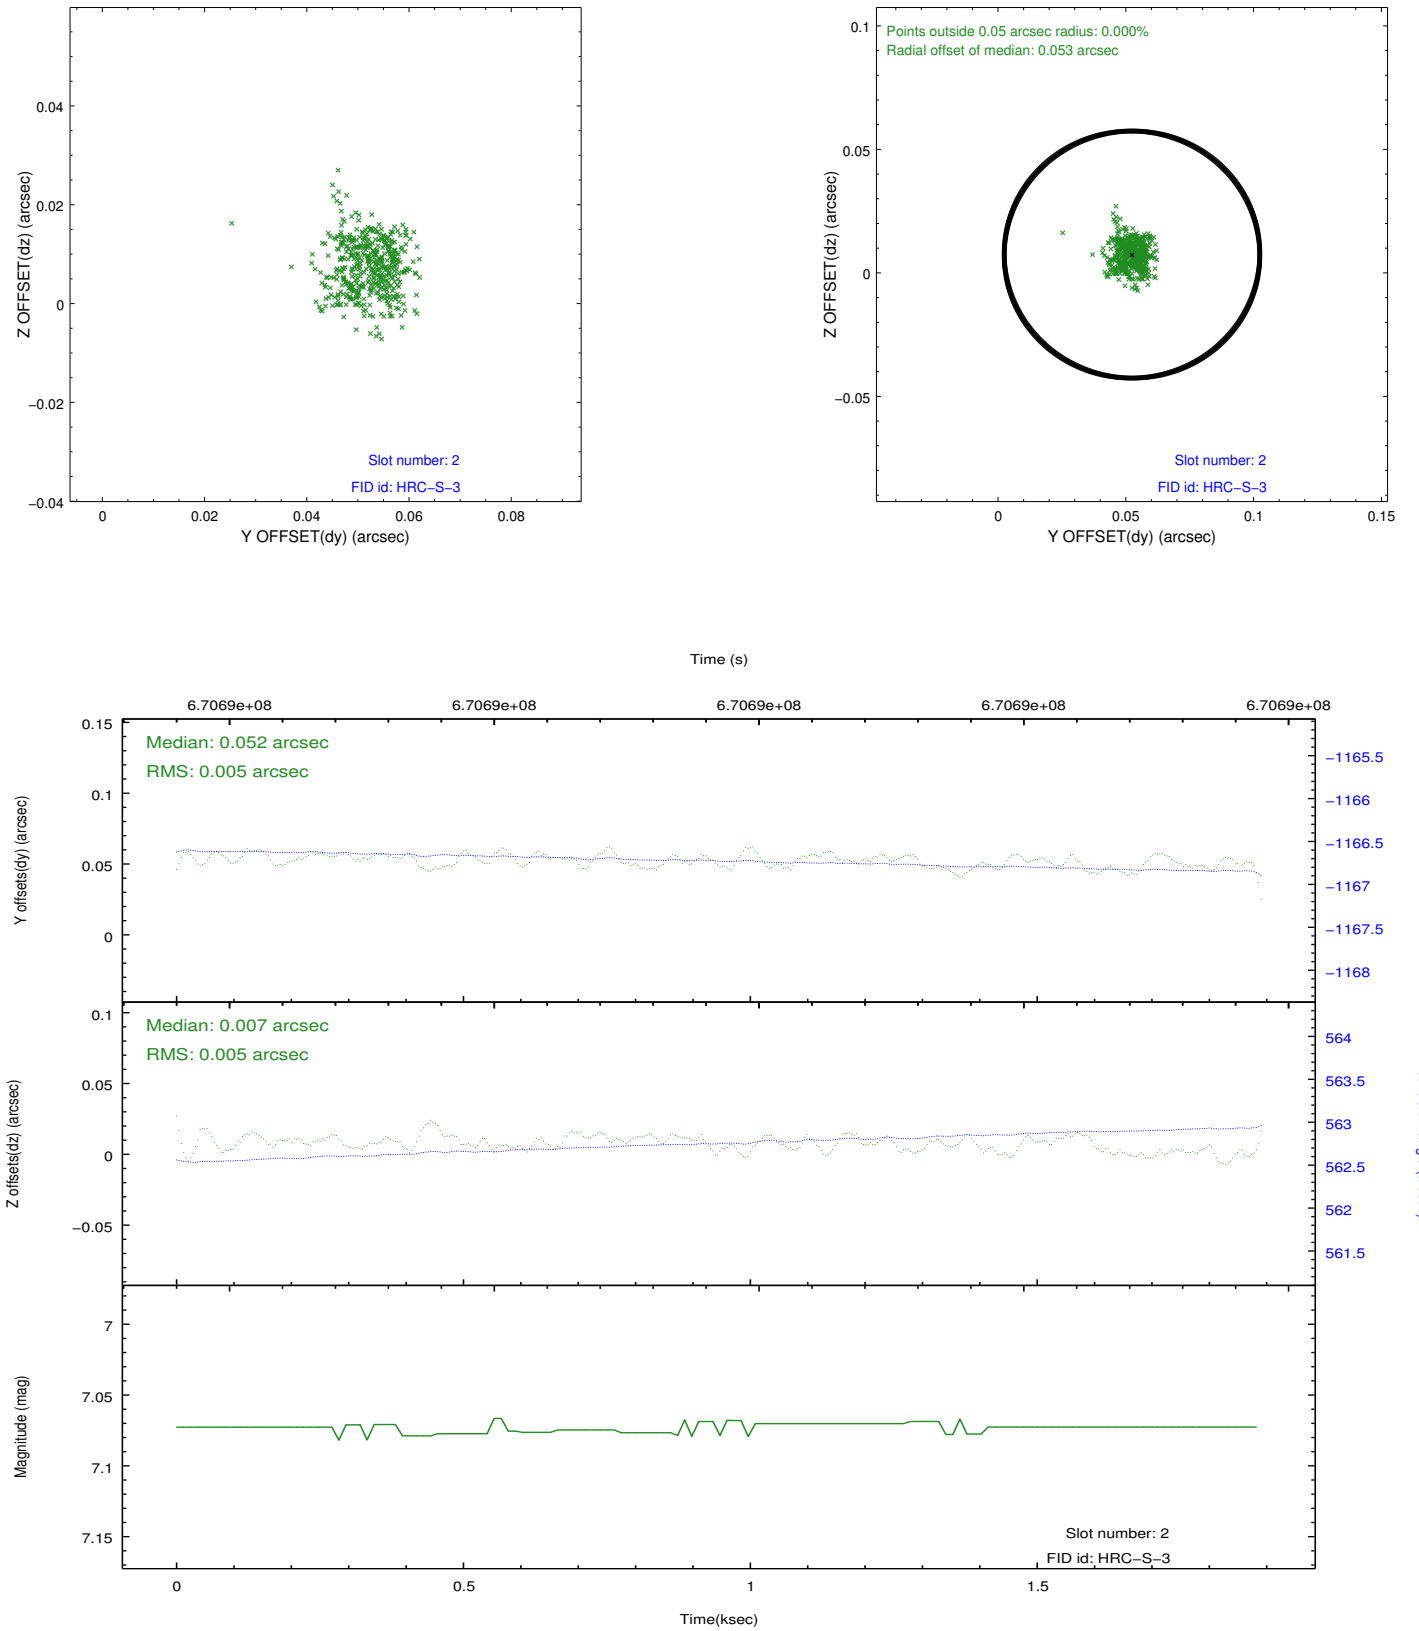 0.04
0.02
0
−0.02
−0.04
Z OFFSET(dz) (arcsec)
Slot number: 2
FID id: HRC−S−3
0 0.02 0.04 0.06 0.08
Y OFFSET(dy) (arcsec)
Points outside 0.05 arcsec radius: 0.000%
Radial offset of median: 0.053 arcsec
0.1
0.05
0
−0.05
Z OFFSET(dz) (arcsec)
Slot number: 2
FID id: HRC−S−3
0 0.05 0.1 0.15
Y OFFSET(dy) (arcsec)
Time (s)
6.7069e+08 6.7069e+08 6.7069e+08 6.7069e+08 6.7069e+08
Median: 0.052 arcsec
RMS: 0.005 arcsec
0.15
0.1
0.05
0
Y offsets(dy) (arcsec)
−1165.5
−1166
−1166.5
−1167
−1167.5
−1168
Median: 0.007 arcsec
RMS: 0.005 arcsec
0.1
0.05
0
−0.05
Z offsets(dz) (arcsec)
564
563.5
563
562.5
562
561.5
7
7.05
7.1
7.15
Magnitude (mag)
Slot number: 2
FID id: HRC−S−3
0 0.5 1 1.5
Time(ksec)